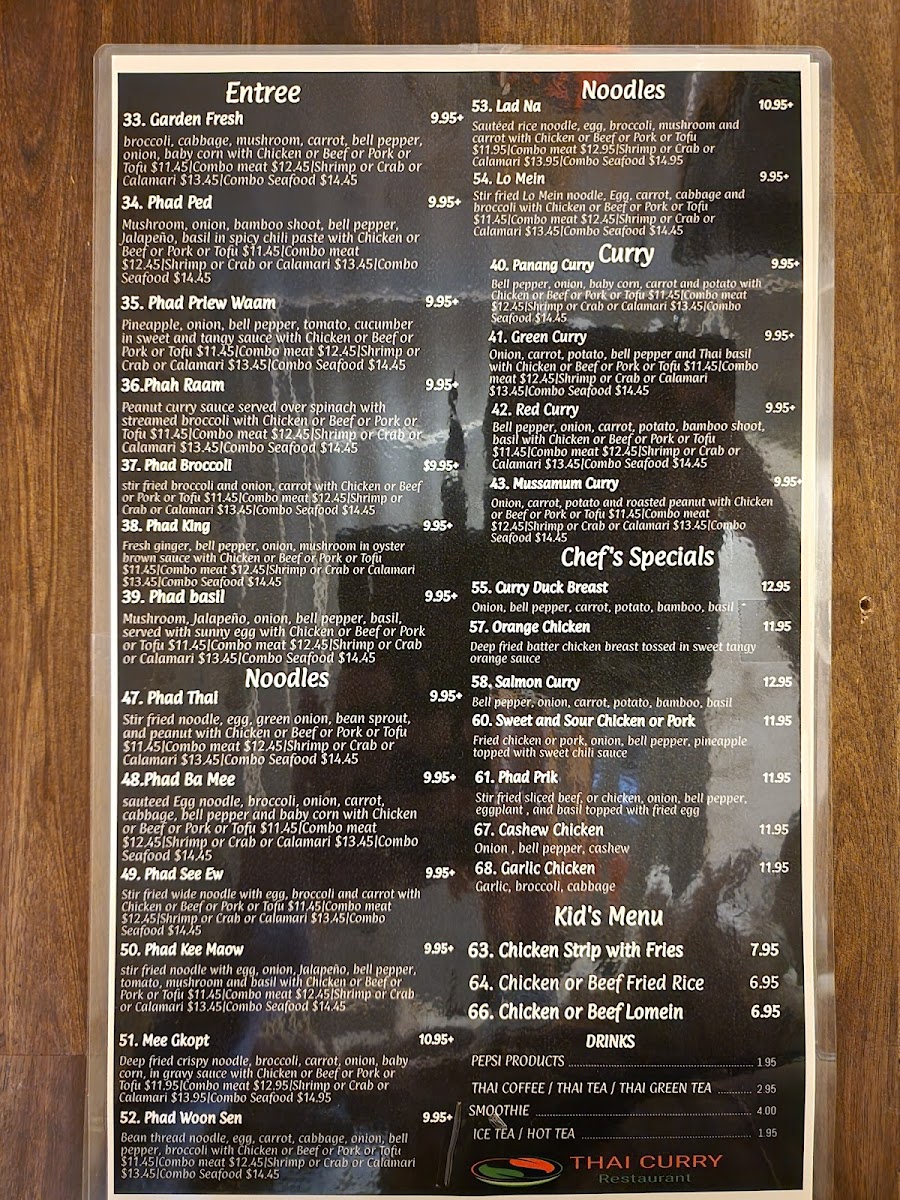 Entree
33. Garden Fresh 9.95+
broccoli, cabbage, mushroom, carrot, bell pepper,
onion, baby corn with Chicken or Beef or Pork or
Tofu $11.45|Combo meat $12.45|Shrimp or Crab or
Calamari $13.45|Combo Seafood $14.45
34. Phad Ped 9.95+
Mushroom, onion, bamboo shoot, bell pepper,
Jalapeño, basil in spicy chili paste with Chicken or
Beef or Pork or Tofu $11.45|Combo meat
$12.45|Shrimp or Crab or Calamari $13.45|Combo
Seafood $14.45
35. Phad Priew Waam 9.95+
Pineapple, onion, bell pepper, tomato, cucumber
in sweet and tangy sauce with Chicken or Beef or
Pork or Tofu $11.45|Combo meat $12.45|Shrimp or
Crab or Calamari $13.45|Combo Seafood $14.45
36.Phah Raam 9.95+
Peanut curry sauce served over spinach with
streamed broccoli with Chicken or Beef or Pork or
Tofu $11.45|Combo meat $12.45|Shrimp or Crab or
Calamari $13.45|Combo Seafood $14.45
37. Phad Broccoli $9.95+
stir fried broccoli and onion, carrot with Chicken or Beef
or Pork or Tofu $11.45|Combo meat $12.45|Shrimp or
Crab or Calamari $13.45|Combo Seafood $14.45
38. Phad King 9.95+
Fresh ginger, bell pepper, onion, mushroom in oyster
brown sauce with Chicken or Beef or Pork or Tofu
$11.45|Combo meat $12.45|Shrimp or Crab or Calamari
$13.45|Combo Seafood $14.45
39. Phad basil 9.95+
Mushroom, Jalapeño, onion, bell pepper, basil,
served with sunny egg with Chicken or Beef or Pork
or Tofu $11.45|Combo meat $12.45|Shrimp or Crab
or Calamari $13.45|Combo Seafood $14.45
Noodles
47. Phad Thai 9.95+
Stir fried noodle, egg, green onion, bean sprout,
and peanut with Chicken or Beef or Pork or Tofu
$11.45|Combo meat $12.45|Shrimp or Crab or
Calamari $13.45|Combo Seafood $14.45
48.Phad Ba Mee 9.95+
sauteed Egg noodle, broccoli, onion, carrot,
cabbage, bell pepper and baby corn with Chicken
or Beef or Pork or Tofu $11.45|Combo meat
$12.45|Shrimp or Crab or Calamari $13.45|Combo
Seafood $14.45
49. Phad See Ew 9.95+
Stir fried wide noodle with egg, broccoli and carrot with
Chicken or Beef or Pork or Tofu $11.45|Combo meat
$12.45|Shrimp or Crab or Calamari $13.45|Combo
Seafood $14.45
50. Phad Kee Maow 9.95+
stir fried noodle with egg, onion, Jalapeño, bell pepper,
tomato, mushroom and basil with Chicken or Beef or
Pork or Tofu $11.45|Combo meat $12.45|Shrimp or Crab
or Calamari $13.45|Combo Seafood $14.45
51. Mee Gkopt 10.95+
Deep fried crispy noodle, broccoli, carrot, onion, baby
corn, in gravy sauce with Chicken or Beef or Pork or
Tofu $11.95|Combo meat $12.95|Shrimp or Crab or
Calamari $13.95|Combo Seafood $14.95
52. Phad Woon Sen 9.95+
Bean thread noodle, egg, carrot, cabbage, onion, bell
pepper, broccoli with Chicken or Beef or Pork or Tofu
$11.45|Combo meat $12.45|Shrimp or Crab or Calamari
$13.45|Combo Seafood $14.45
Noodles
53. Lad Na 10.95+
Sautéed rice noodle, egg, broccoli, mushroom and
carrot with Chicken or Beef or Pork or Tofu
$11.95|Combo meat $12.95|Shrimp or Crab or
Calamari $13.95|Combo Seafood $14.95
54. Lo Mein 9.95+
Stir fried Lo Mein noodle, Egg, carrot, cabbage and
broccoli with Chicken or Beef or Pork or Tofu
$11.45|Combo meat $12.45|Shrimp or Crab or
Calamari $13.45|Combo Seafood $14.45
Curry
40. Panang Curry 9.95+
Bell pepper, onion, baby corn, carrot and potato with
Chicken or Beef or Pork or Tofu $11.45|Combo meat
$12.45|Shrimp or Crab or Calamari $13.45|Combo
Seafood $14.45
41. Green Curry 9.95+
Onion, carrot, potato, bell pepper and Thai basil
with Chicken or Beef or Pork or Tofu $11.45|Combo
meat $12.45|Shrimp or Crab or Calamari
$13.45|Combo Seafood $14.45
42. Red Curry 9.95+
Bell pepper, onion, carrot, potato, bamboo shoot,
basil with Chicken or Beef or Pork or Tofu
$11.45|Combo meat $12.45|Shrimp or Crab or
Calamari $13.45|Combo Seafood $14.45
43. Mussamum Curry 9.95+
Onion, carrot, potato and roasted peanut with Chicken
or Beef or Pork or Tofu $11.45|Combo meat
$12.45|Shrimp or Crab or Calamari $13.45|Combo
Seafood $14.45
Chef's Specials
55. Curry Duck Breast 12.95
Onion, bell pepper, carrot, potato, bamboo, basil
57. Orange Chicken 11.95
Deep fried batter chicken breast tossed in sweet tangy
orange sauce
58. Salmon Curry 12.95
Bell pepper, onion, carrot, potato, bamboo, basil
60. Sweet and Sour Chicken or Pork 11.95
Fried chicken or pork, onion, bell pepper, pineapple
topped with sweet chili sauce
61. Phad Prik 11.95
Stir fried sliced beef, or chicken, onion, bell pepper,
eggplant , and basil topped with fried egg
67. Cashew Chicken 11.95
Onion , bell pepper, cashew
68. Garlic Chicken 11.95
Garlic, broccoli, cabbage
Kid's Menu
63. Chicken Strip with Fries 7.95
64. Chicken or Beef Fried Rice 6.95
66. Chicken or Beef Lomein 6.95
DRINKS
PEPSI PRODUCTS 1.95
THAI COFFEE / THAI TEA / THAI GREEN TEA 2.95
SMOOTHIE 4.00
ICE TEA / HOT TEA 1.95
THAI CURRY
Restaurant